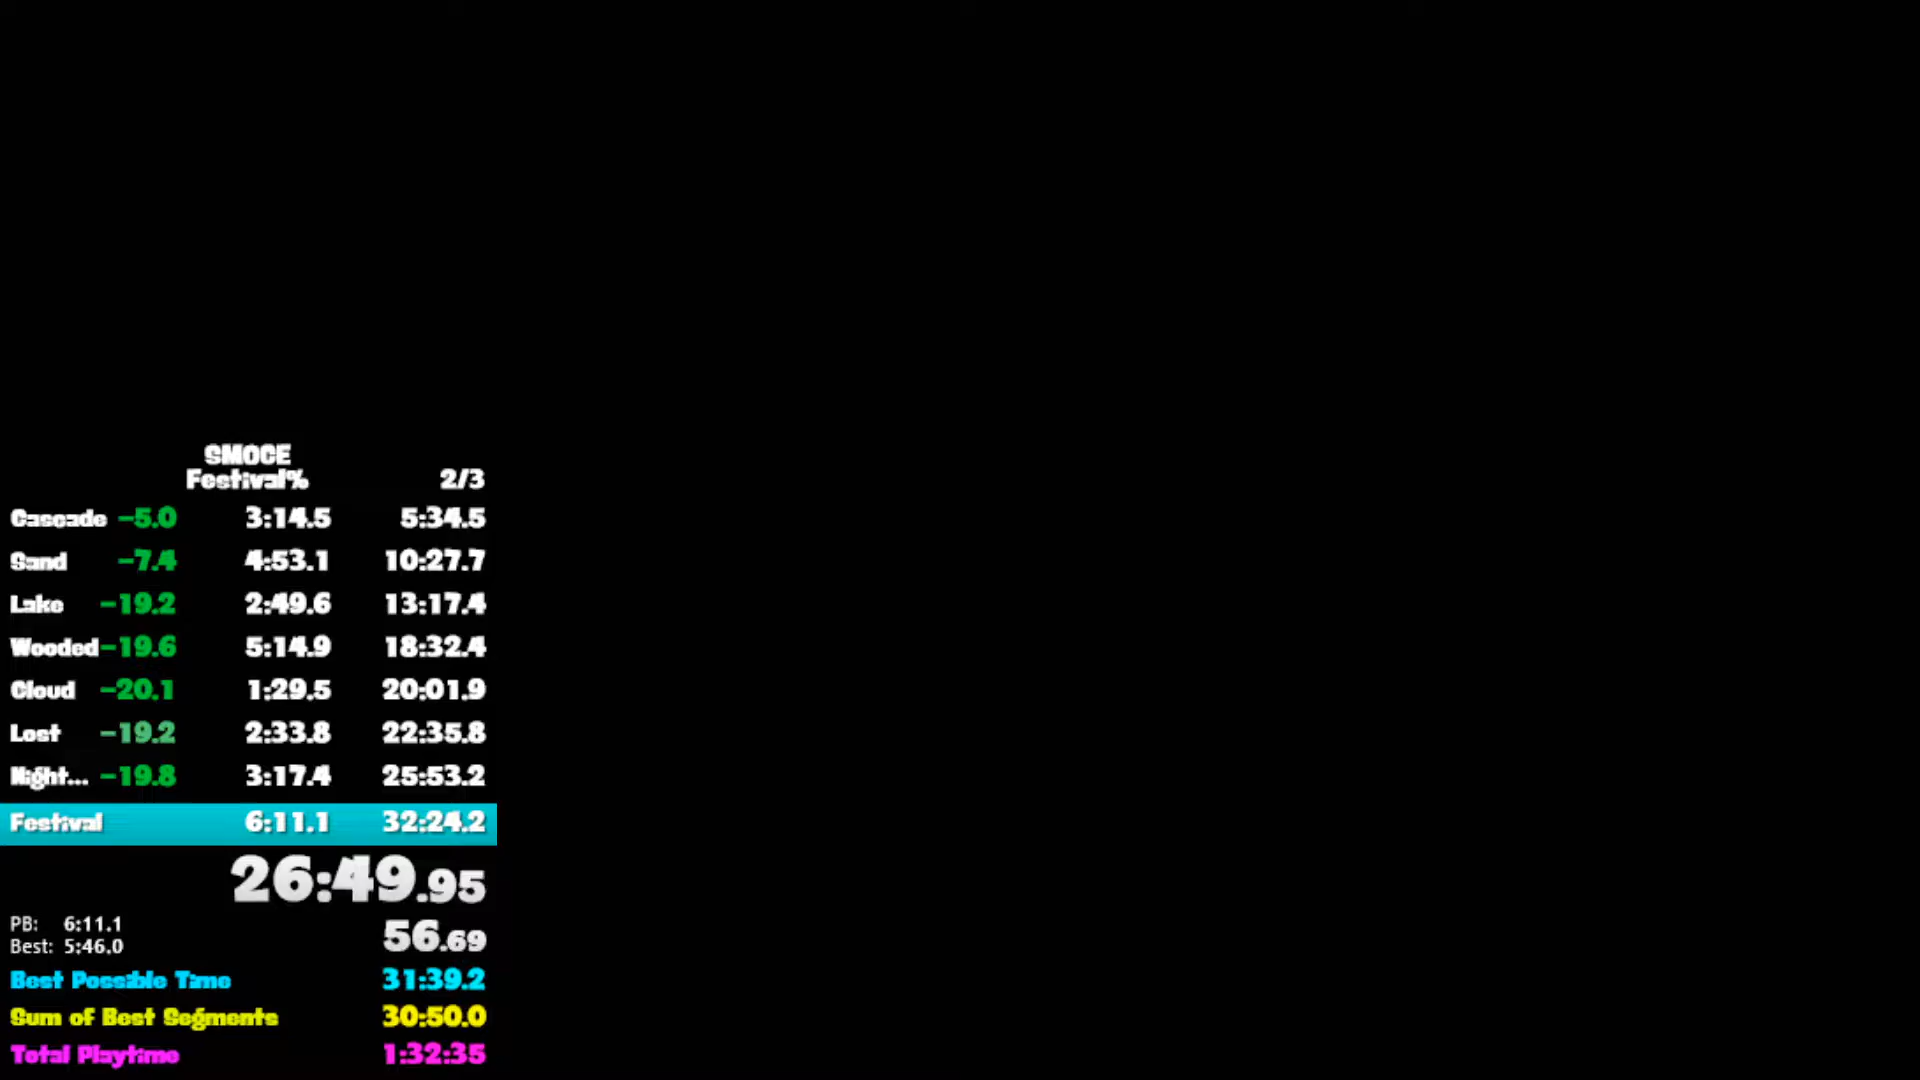 SMOCE
Festival% 2/3
Cascade -5.0 3:14.5 5:34.5
Sand -7.4 4:53.1 10:27.7
Lake -19.2 2:49.6 13:17.4
Wooded -19.6 5:14.9 18:32.4
Cloud -20.1 1:29.5 20:01.9
Lost -19.2 2:33.8 22:35.8
Night... -19.8 3:17.4 25:53.2
Festival 6:11.1 32:24.2
26:49.95
PB: 6:11.1 56.69
Best: 5:46.0
Best Possible Time 31:39.2
Sum of Best Segments 30:50.0
Total Playtime 1:32:35